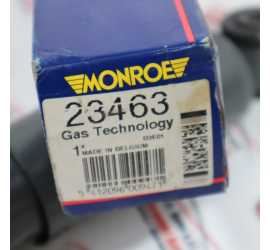 MONROE
23463
Gas Technology
1*
MADE IN BELGIUM